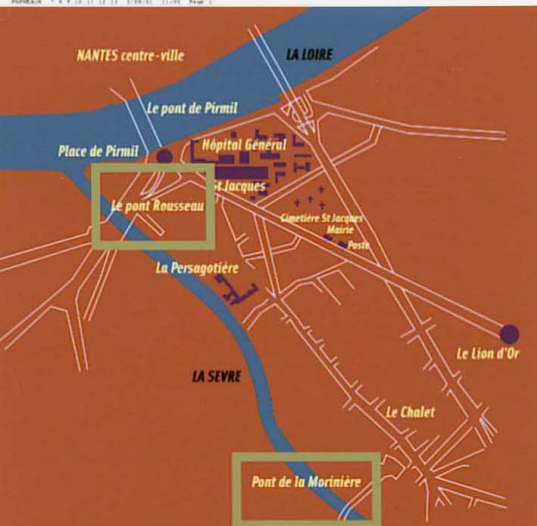 NANTES centre-ville
LA LOIRE
Le pont de Pirmil
Place de Pirmil
Hôpital Général
St Jacques
Le pont Rousseau
Cimetière St Jacques
Mairie
Poste
La Persagotière
Le Lion d'Or
LA SEVRE
Le Chalet
Pont de la Morinière